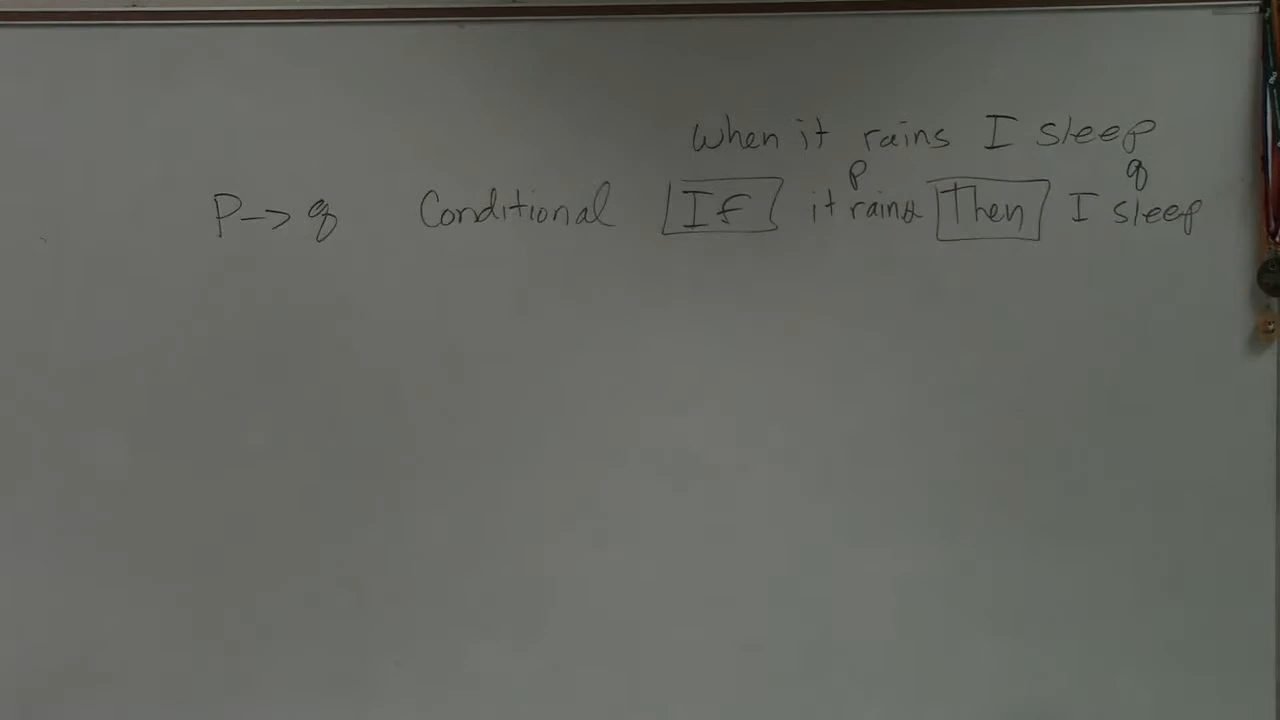 When it rains I sleep
p q
P -> q Conditional If it rains Then I sleep